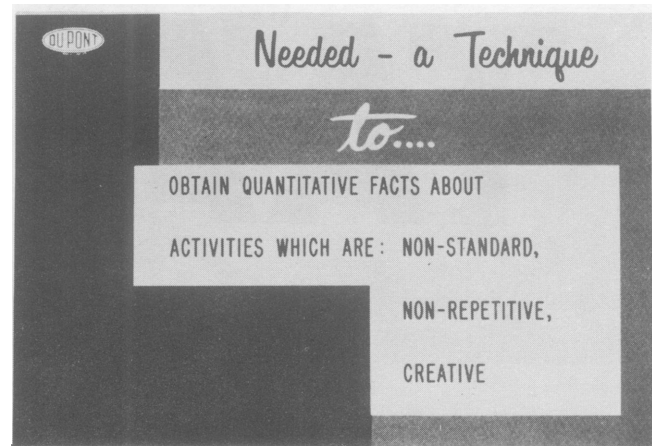 DU PONT
Needed - a Technique
to....
OBTAIN QUANTITATIVE FACTS ABOUT
ACTIVITIES WHICH ARE: NON-STANDARD,
NON-REPETITIVE,
CREATIVE